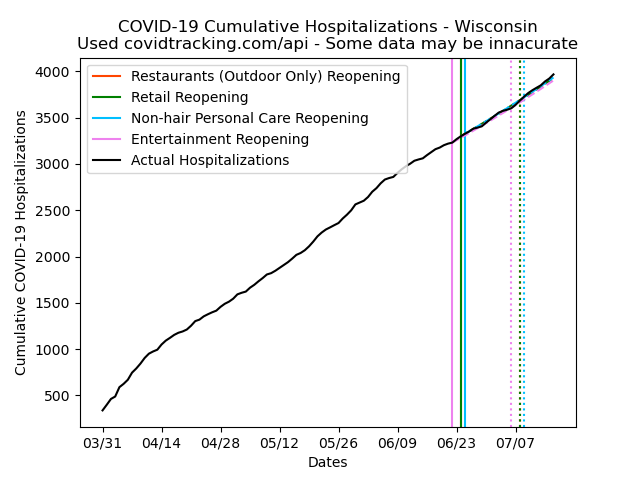 COVID-19 Cumulative Hospitalizations - Wisconsin
Used covidtracking.com/api - Some data may be innacurate
Restaurants (Outdoor Only) Reopening
Retail Reopening
Non-hair Personal Care Reopening
Entertainment Reopening
Actual Hospitalizations
Cumulative COVID-19 Hospitalizations
4000
3500
3000
2500
2000
1500
1000
500
03/31 04/14 04/28 05/12 05/26 06/09 06/23 07/07
Dates